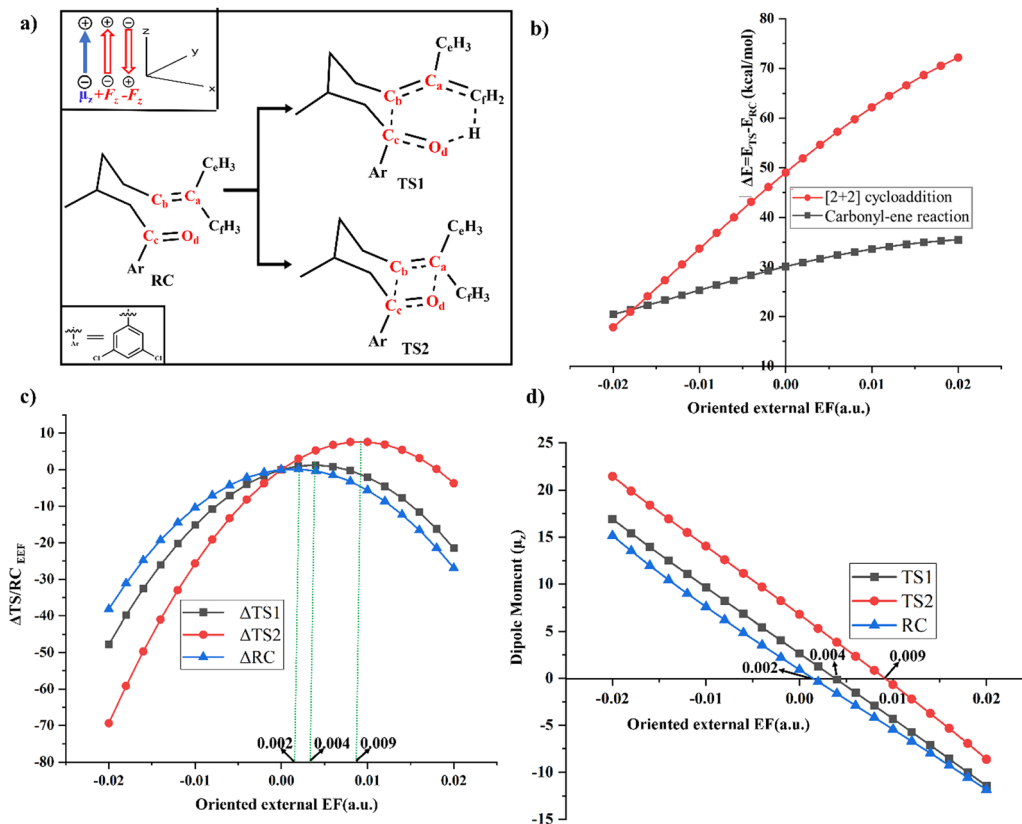 a)
μz +Fz -Fz
z
y
x
CeH3
Cb Ca
CfH3
Cc Od
Ar
RC
CeH3
Ca
Cb CfH2
H
Cc Od
Ar
TS1
CeH3
Cb Ca
CfH3
Cc Od
Ar
TS2
Ar
Cl Cl
b)
ΔE=ETS-ERC (kcal/mol)
80
70
60
50
40
30
20
10
[2+2] cycloaddition
Carbonyl-ene reaction
-0.02 -0.01 0.00 0.01 0.02
Oriented external EF(a.u.)
c)
ΔTS/RCEEF
10
0
-10
-20
-30
-40
-50
-60
-70
-80
ΔTS1
ΔTS2
ΔRC
0.002 0.004 0.009
-0.02 -0.01 0.00 0.01 0.02
Oriented external EF(a.u.)
d)
Dipolc Moment (μz)
25
20
15
10
5
0
-5
-10
-15
TS1
TS2
RC
0.002 0.004 0.009
-0.02 -0.01 0.00 0.01 0.02
Oriented external EF(a.u.)